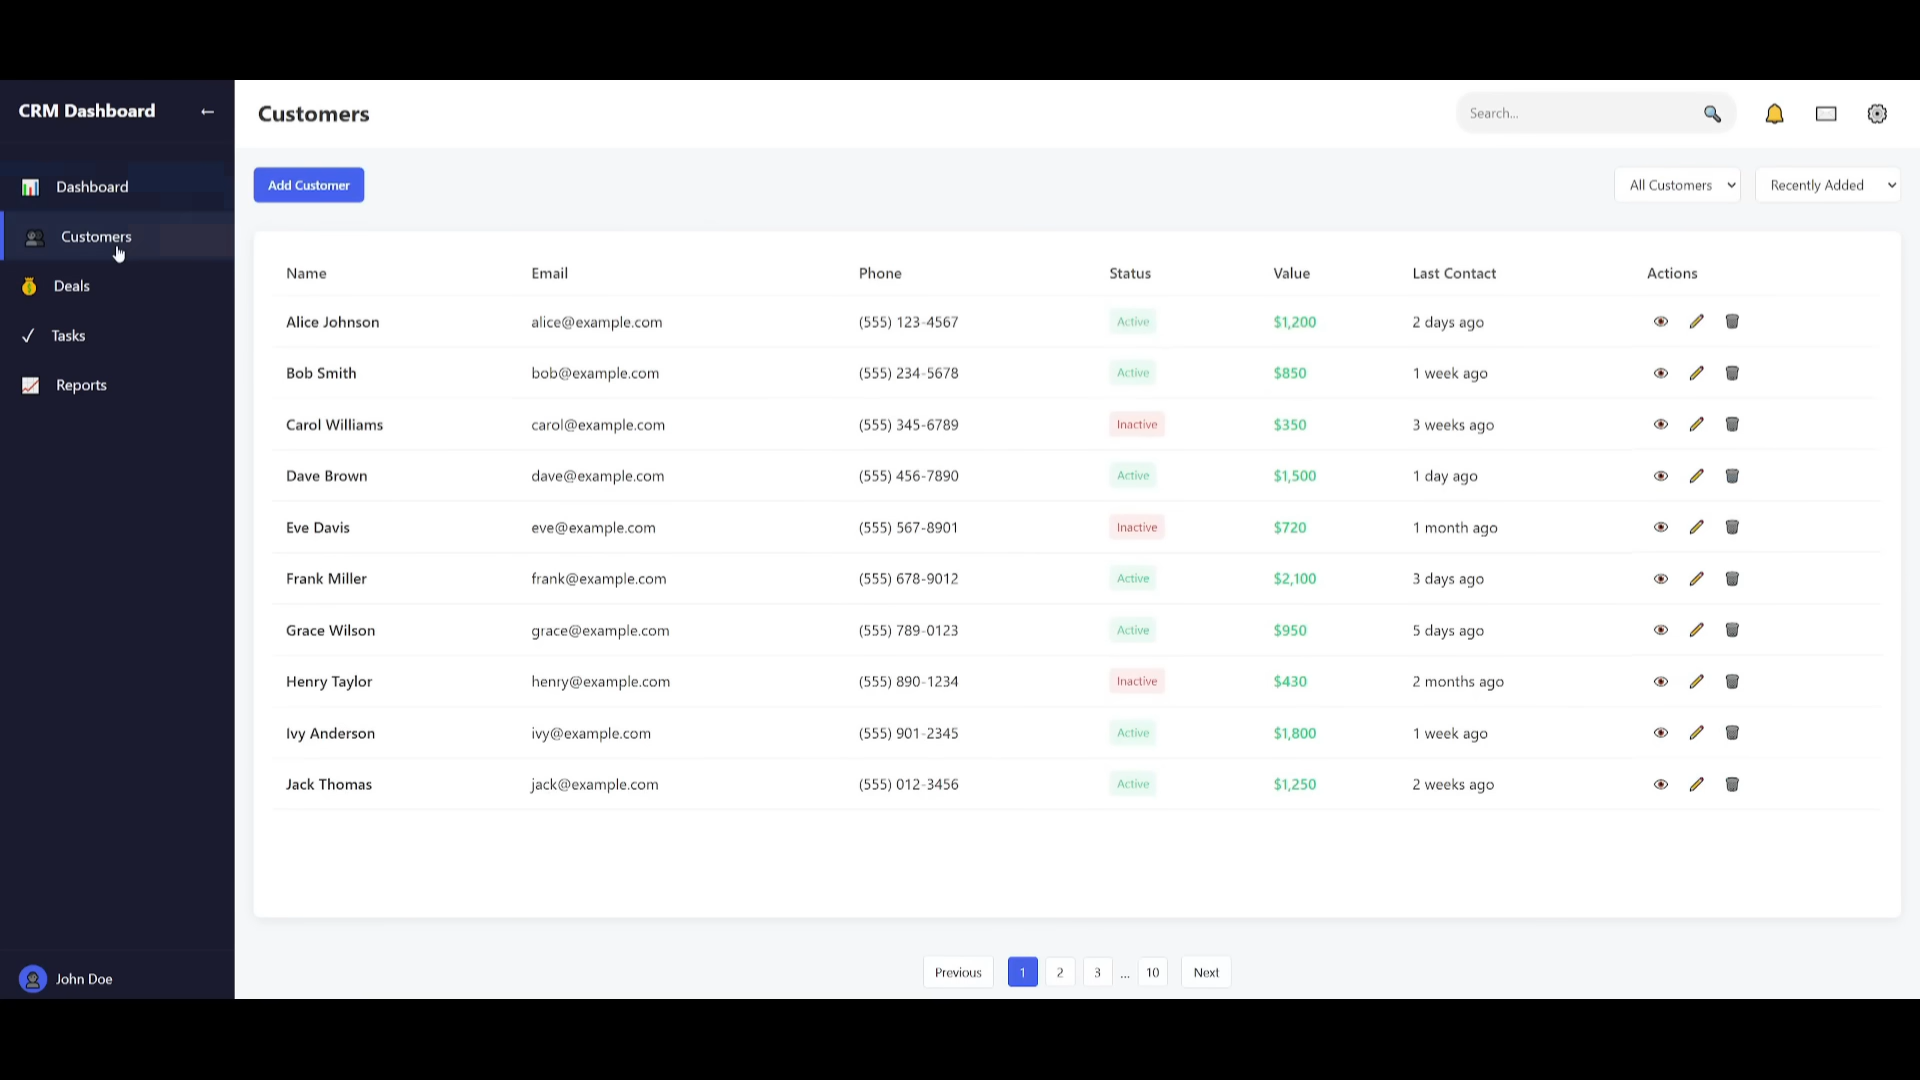 CRM Dashboard ←
Dashboard
Customers
Deals
Tasks
Reports
John Doe
Customers
Search...
Add Customer
All Customers
Recently Added
Name Email Phone Status Value Last Contact Actions
Alice Johnson alice@example.com (555) 123-4567 Active $1,200 2 days ago
Bob Smith bob@example.com (555) 234-5678 Active $850 1 week ago
Carol Williams carol@example.com (555) 345-6789 Inactive $350 3 weeks ago
Dave Brown dave@example.com (555) 456-7890 Active $1,500 1 day ago
Eve Davis eve@example.com (555) 567-8901 Inactive $720 1 month ago
Frank Miller frank@example.com (555) 678-9012 Active $2,100 3 days ago
Grace Wilson grace@example.com (555) 789-0123 Active $950 5 days ago
Henry Taylor henry@example.com (555) 890-1234 Inactive $430 2 months ago
Ivy Anderson ivy@example.com (555) 901-2345 Active $1,800 1 week ago
Jack Thomas jack@example.com (555) 012-3456 Active $1,250 2 weeks ago
Previous 1 2 3 ... 10 Next